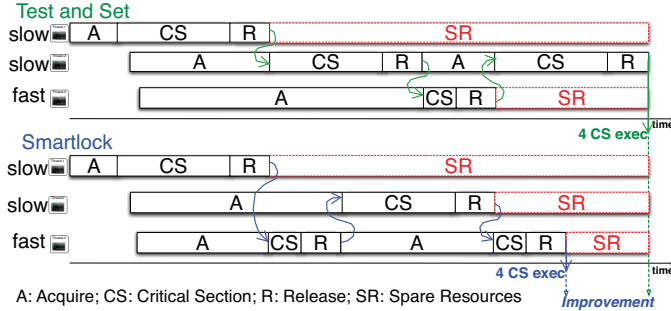 Test and Set
slow A CS R SR
slow A CS R A CS R
fast A CS R SR
time
4 CS exec
Smartlock
slow A CS R SR
slow A CS R SR
fast A CS R A CS R SR
time
4 CS exec
A: Acquire; CS: Critical Section; R: Release; SR: Spare Resources
Improvement